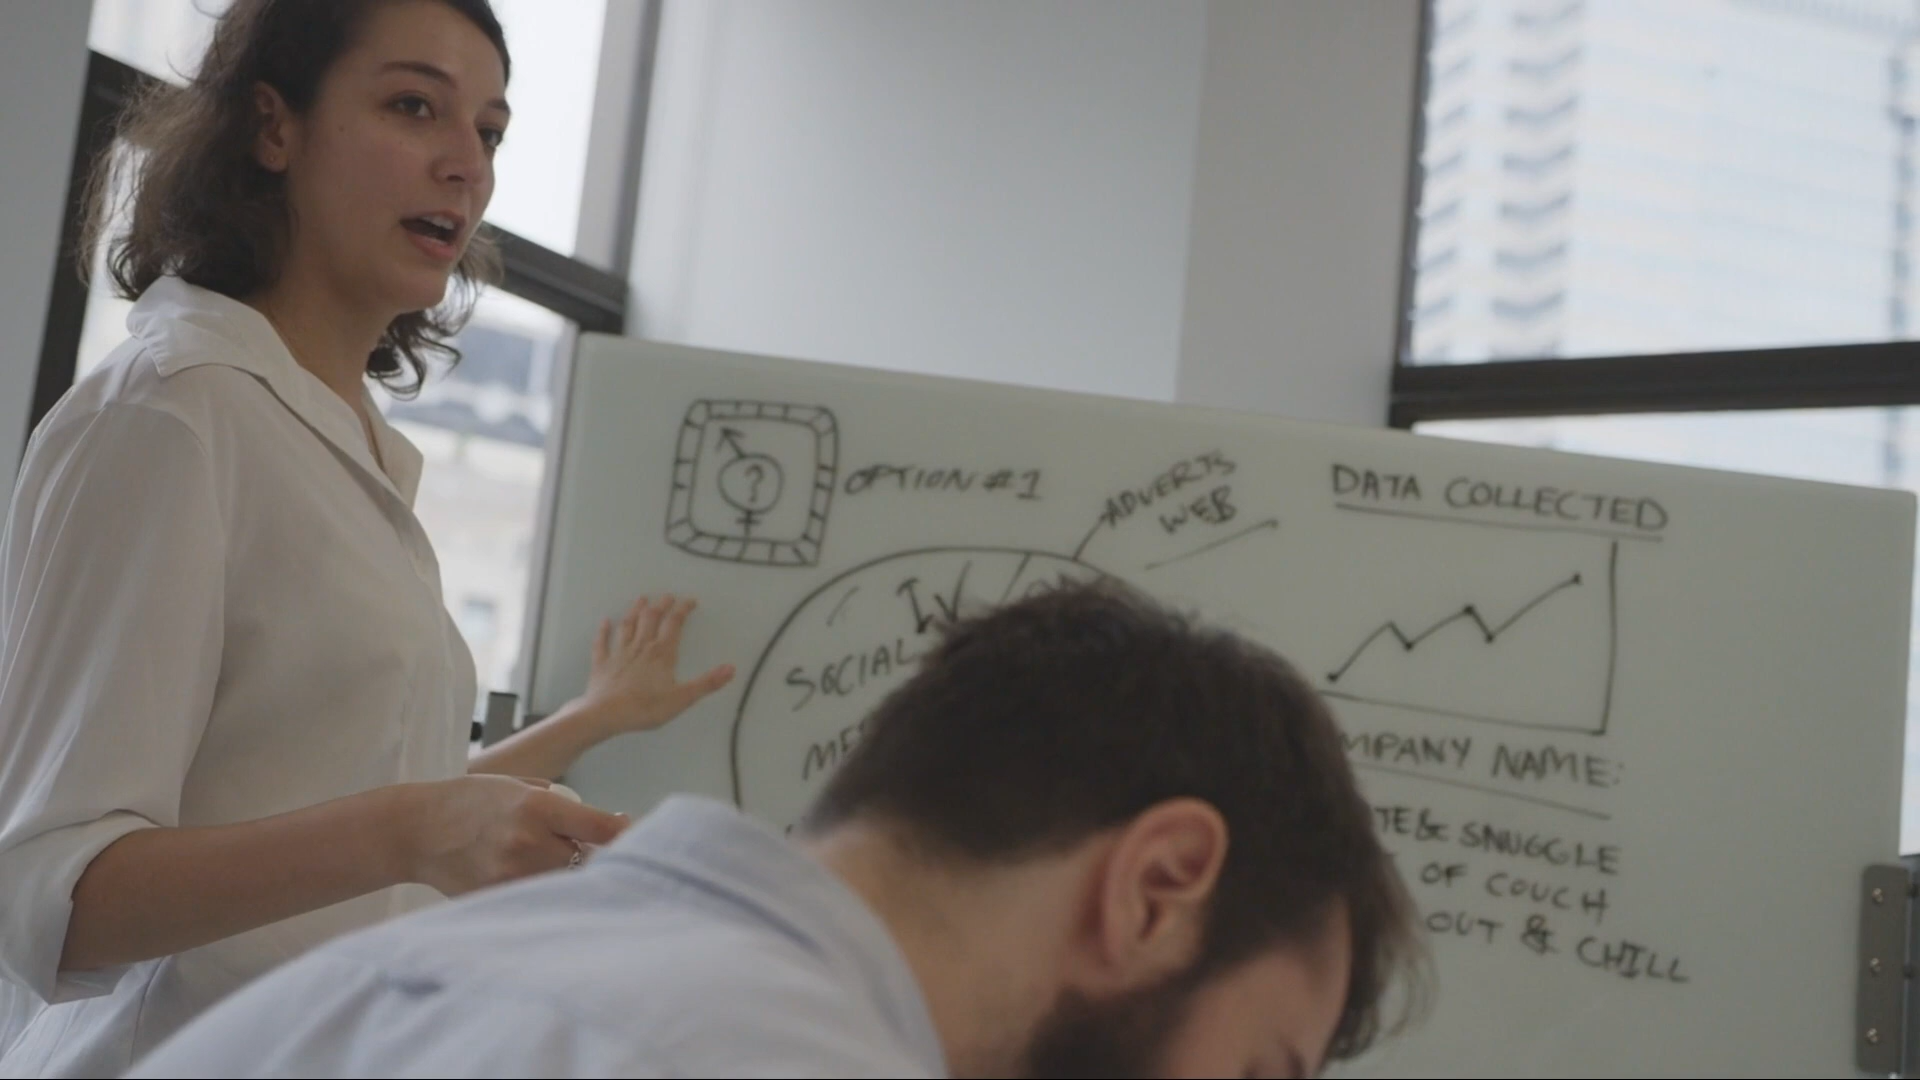 ?
OPTION #1
ADVERTS
WEB
TV
SOCIAL
DATA COLLECTED
MPANY NAME:
TE & SNUGGLE
OF COUCH
OUT & CHILL